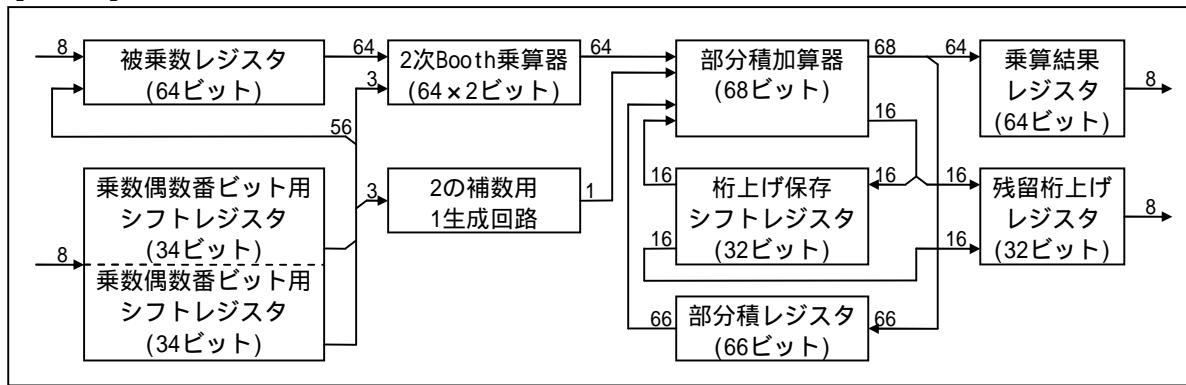 8
被乗数レジスタ
(64ビット)
64
3
2次Booth乗算器
(64×2ビット)
64
部分積加算器
(68ビット)
68
64
乗算結果
レジスタ
(64ビット)
8
56
16
乗数偶数番ビット用
シフトレジスタ
(34ビット)
8
乗数偶数番ビット用
シフトレジスタ
(34ビット)
3
2の補数用
1生成回路
1
16
16
桁上げ保存
シフトレジスタ
(32ビット)
16
16
16
残留桁上げ
レジスタ
(32ビット)
8
66
部分積レジスタ
(66ビット)
66